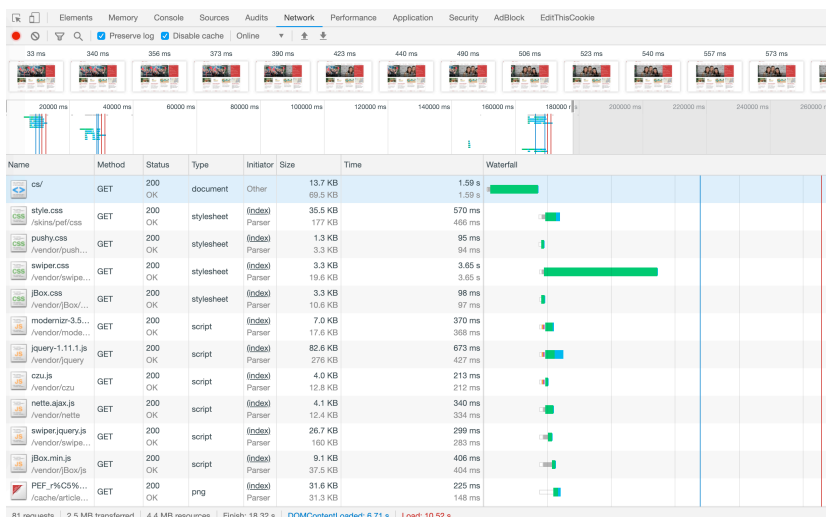 Elements Memory Console Sources Audits Network Performance Application Security AdBlock EditThisCookie
Preserve log Disable cache Online ▼
33 ms 340 ms 356 ms 373 ms 390 ms 423 ms 440 ms 490 ms 506 ms 523 ms 540 ms 557 ms 573 ms
20000 ms 40000 ms 60000 ms 80000 ms 100000 ms 120000 ms 140000 ms 160000 ms 180000 ms 200000 ms 220000 ms 240000 ms
Name Method Status Type Initiator Size Time Waterfall
cs/ GET 200 document Other 13.7 KB 1.59 s
OK 69.5 KB 1.59 s
style.css GET 200 stylesheet (index) 35.5 KB 570 ms
/skins/pef/css OK Parser 177 KB 466 ms
pushy.css GET 200 stylesheet (index) 1.3 KB 95 ms
/vendor/push... OK Parser 3.3 KB 94 ms
swiper.css GET 200 stylesheet (index) 3.3 KB 3.65 s
/vendor/swipe... OK Parser 19.6 KB 3.65 s
jBox.css GET 200 stylesheet (index) 3.3 KB 98 ms
/vendor/jBox/... OK Parser 10.6 KB 97 ms
modernizr-3.5... GET 200 script (index) 7.0 KB 370 ms
/vendor/mode... OK Parser 17.6 KB 368 ms
jquery-1.11.1.js GET 200 script (index) 82.6 KB 673 ms
/vendor/jquery OK Parser 276 KB 427 ms
czu.js GET 200 script (index) 4.0 KB 213 ms
/vendor/czu OK Parser 12.8 KB 212 ms
nette.ajax.js GET 200 script (index) 4.1 KB 340 ms
/vendor/nette OK Parser 12.4 KB 334 ms
swiper.jquery.js GET 200 script (index) 26.7 KB 299 ms
/vendor/swipe... OK Parser 160 KB 283 ms
jBox.min.js GET 200 script (index) 9.1 KB 406 ms
/vendor/jBox/js OK Parser 37.5 KB 404 ms
PEF_r%C5%... GET 200 png (index) 31.6 KB 225 ms
/cache/article... OK Parser 31.3 KB 148 ms
81 requests 2.5 MB transferred 4.4 MB resources Finish: 18.32 s DOMContentLoaded: 6.71 s Load: 10.52 s